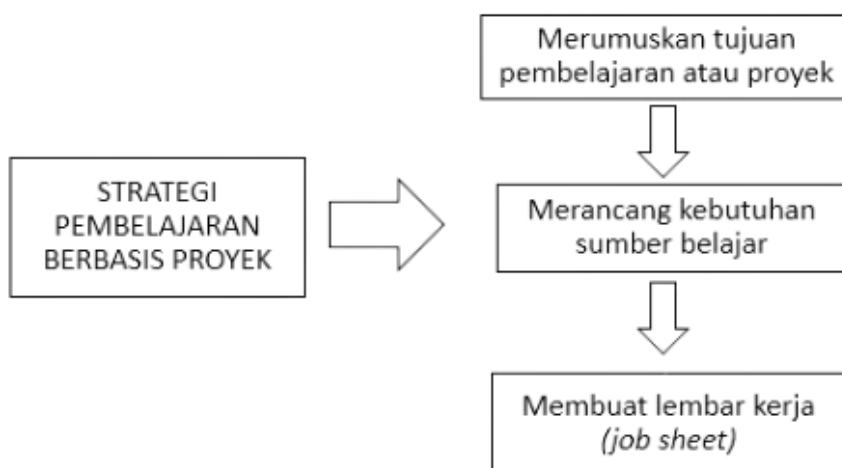 Merumuskan tujuan
pembelajaran atau proyek
STRATEGI
PEMBELAJARAN
BERBASIS PROYEK
Merancang kebutuhan
sumber belajar
Membuat lembar kerja
(job sheet)